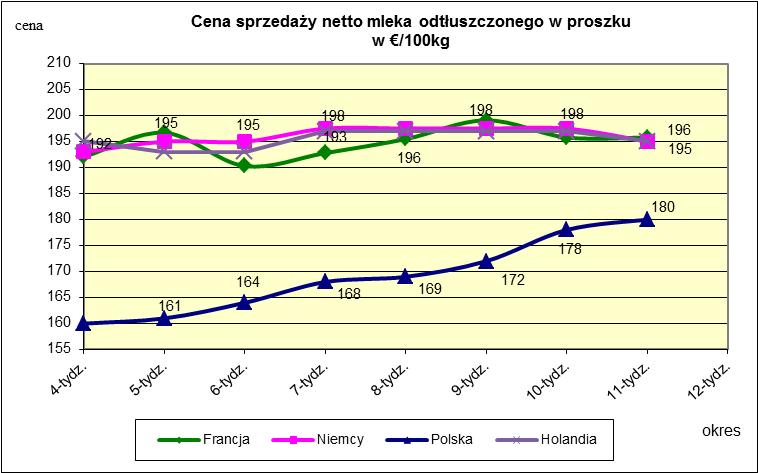 cena
Cena sprzedaży netto mleka odtłuszczonego w proszku
w €/100kg
210
205
200
195
190
185
180
175
170
165
160
155
192
195
195
198
193
196
198
198
196
195
161
164
168
169
172
178
180
4-tydz.
5-tydz.
6-tydz.
7-tydz.
8-tydz.
9-tydz.
10-tydz.
11-tydz.
12-tydz.
okres
Francja Niemcy Polska Holandia